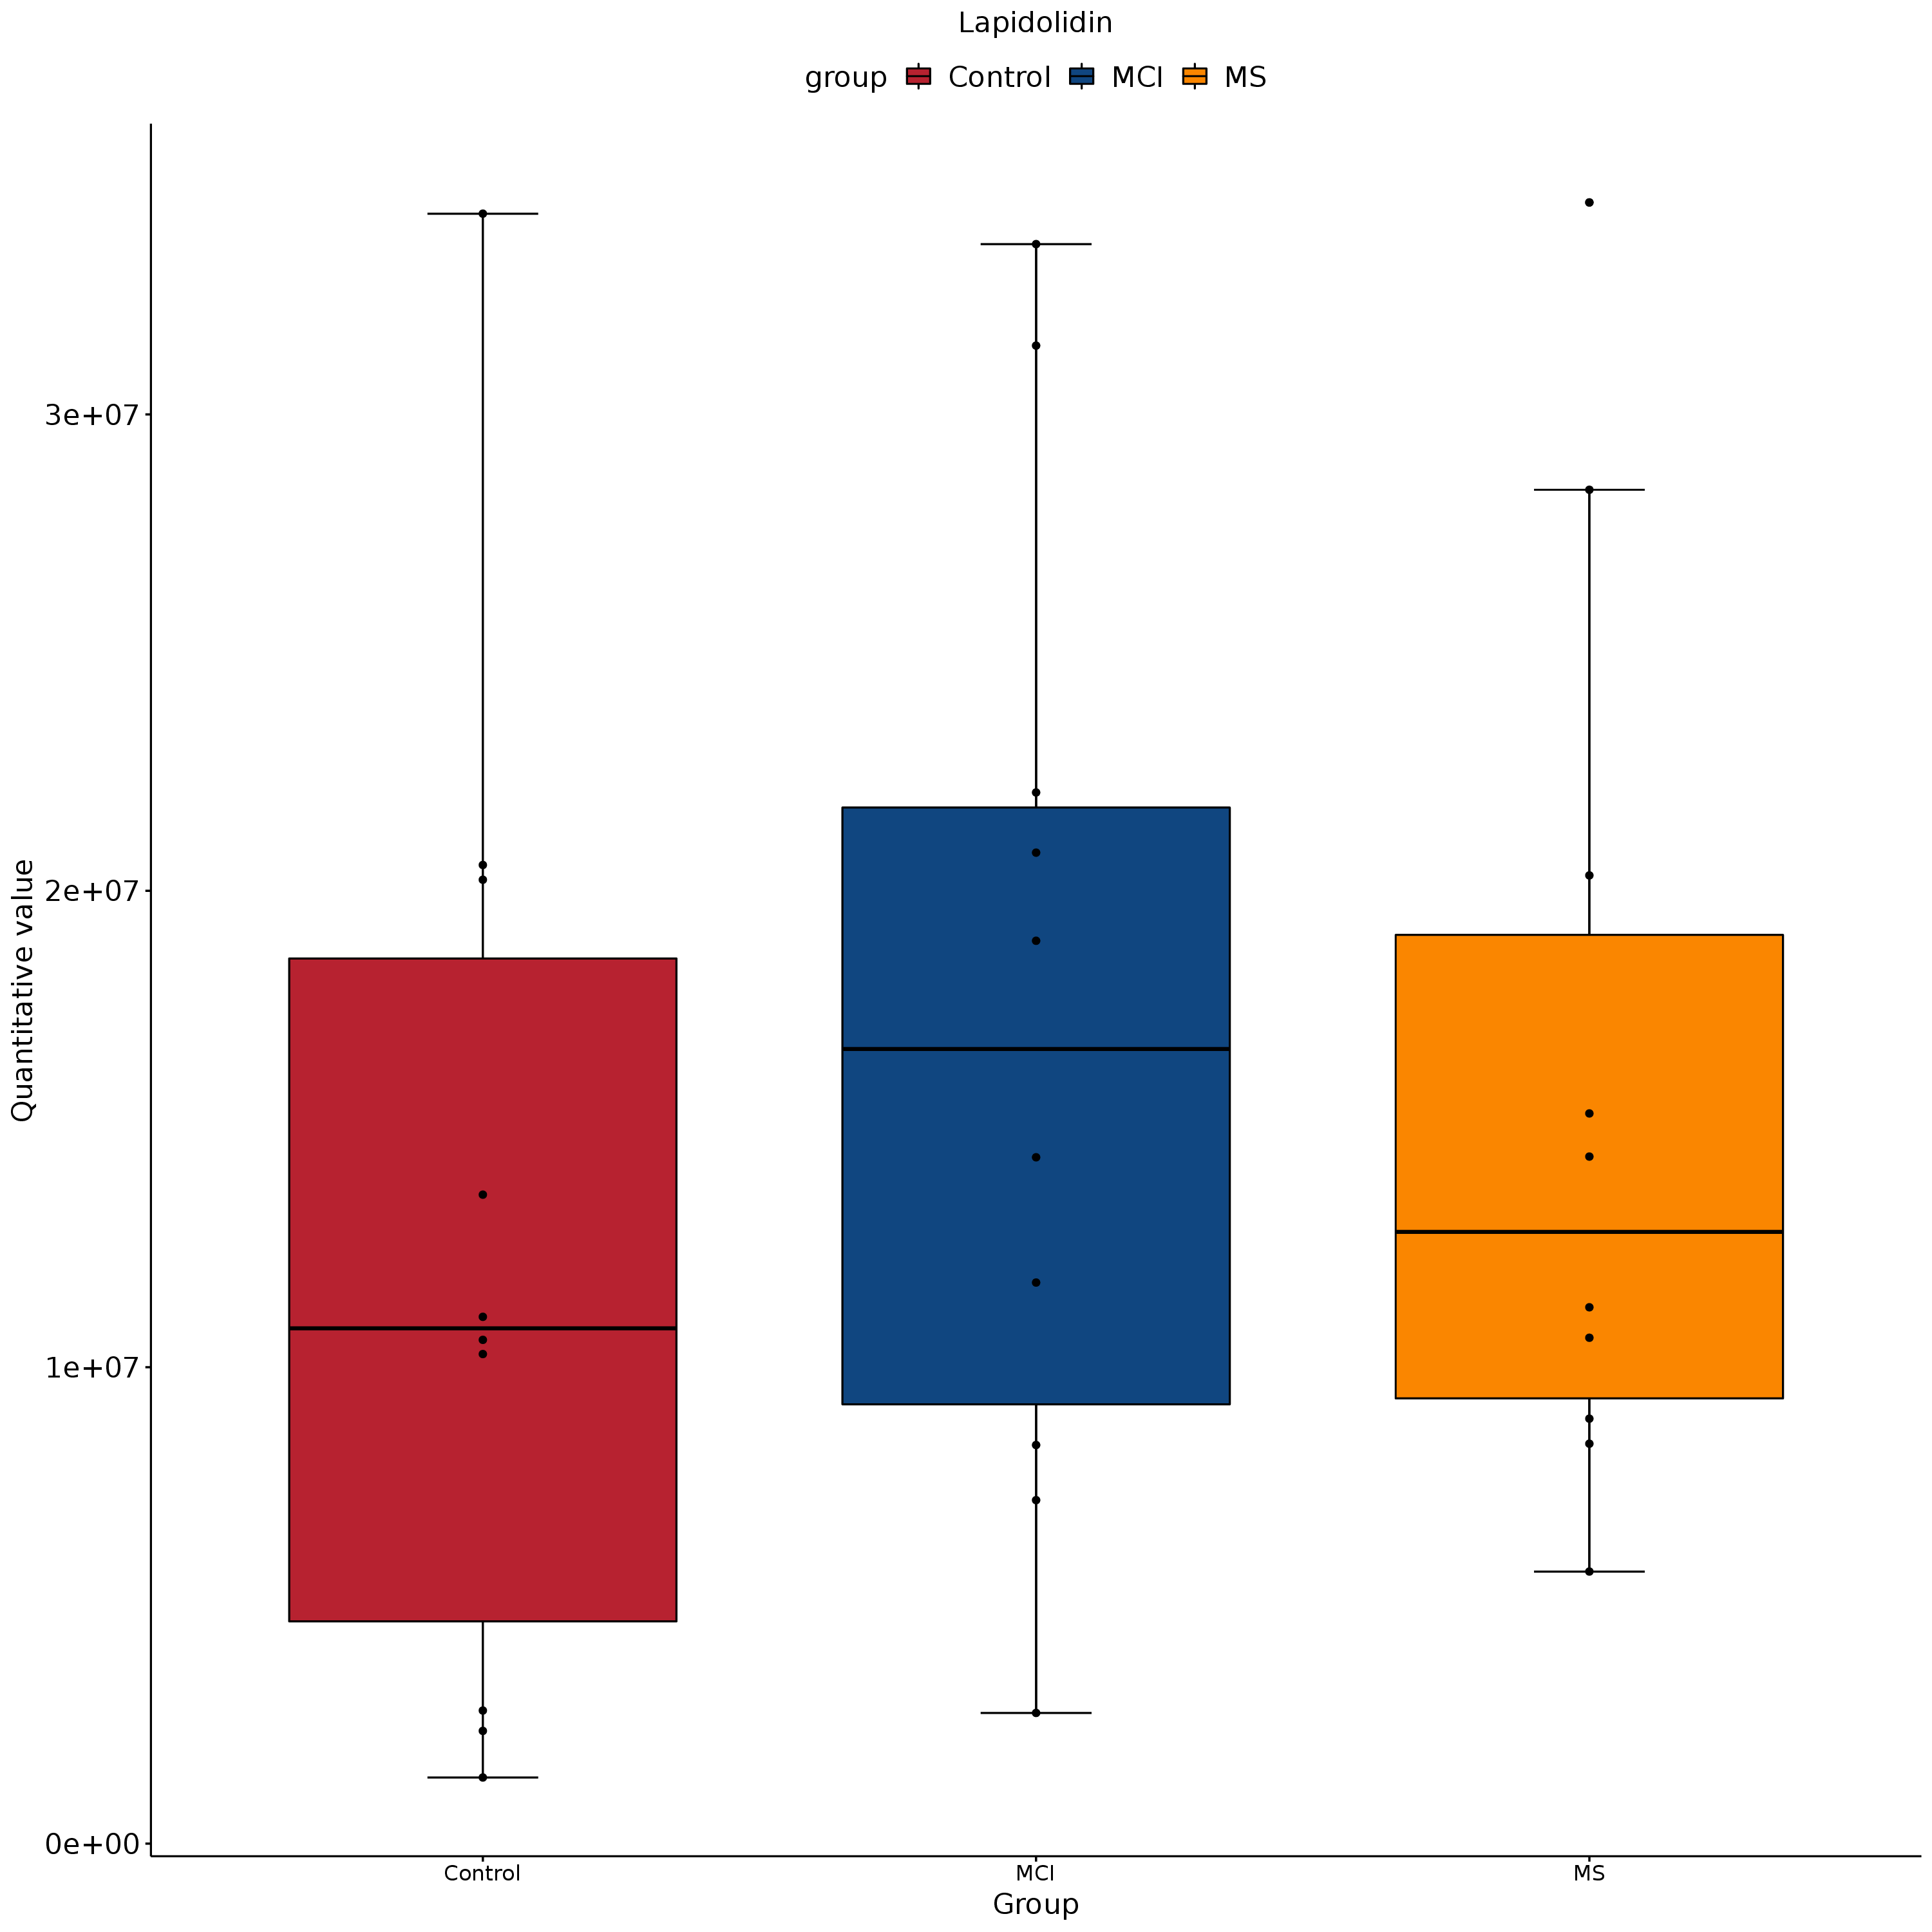 Lapidolidin
group Control MCI MS
Quantitative value
3e+07
2e+07
1e+07
0e+00
Control MCI MS
Group